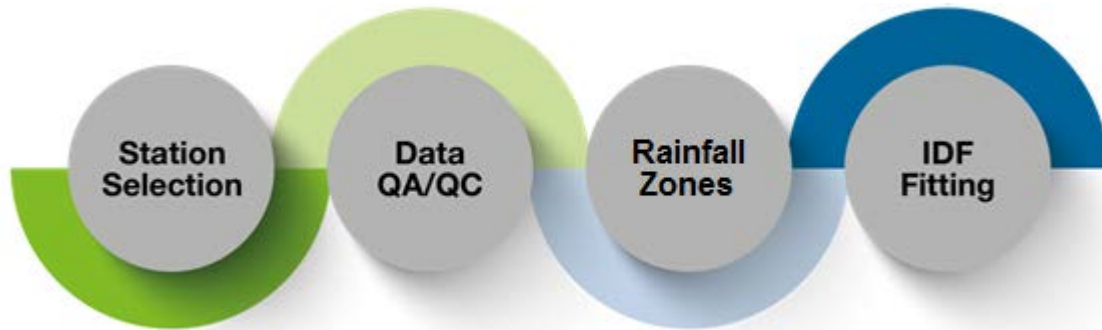 Station
Selection
Data
QA/QC
Rainfall
Zones
IDF
Fitting